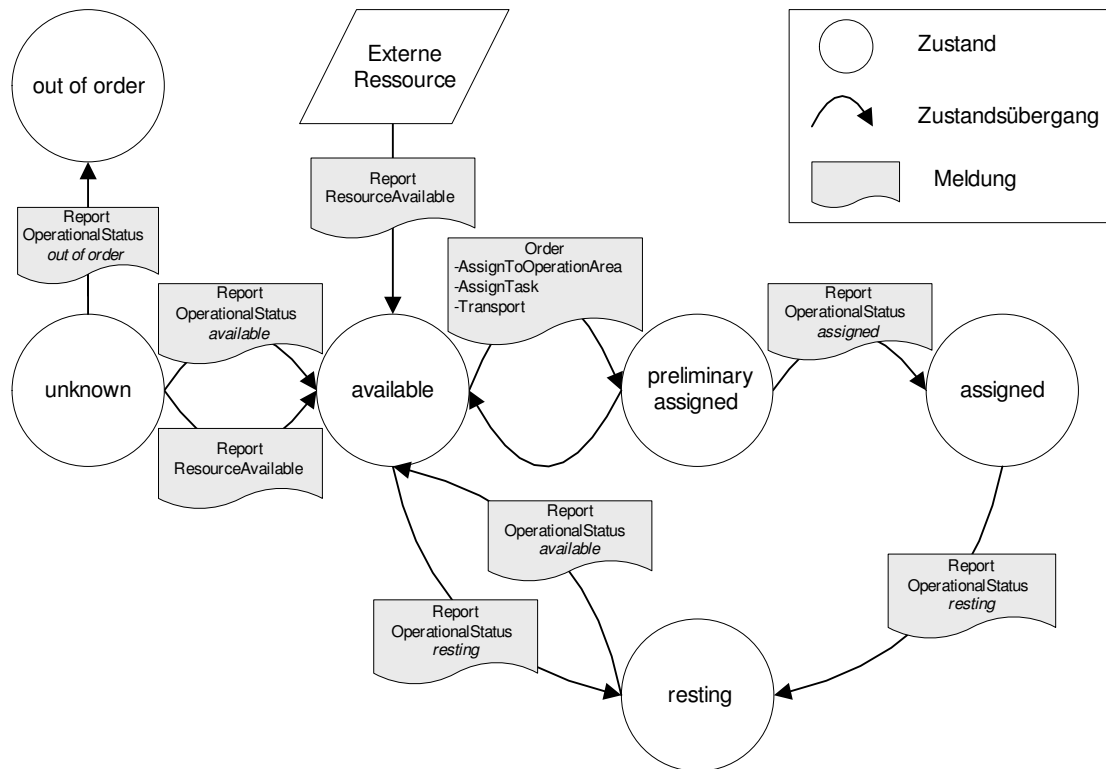 out of order
Externe
Ressource
Zustand
Zustandsübergang
Meldung
Report
ResourceAvailable
Report
OperationalStatus
out of order
Order
-AssignToOperationArea
-AssignTask
-Transport
Report
OperationalStatus
available
Report
OperationalStatus
assigned
unknown
available
preliminary
assigned
assigned
Report
ResourceAvailable
Report
OperationalStatus
available
Report
OperationalStatus
resting
Report
OperationalStatus
resting
resting